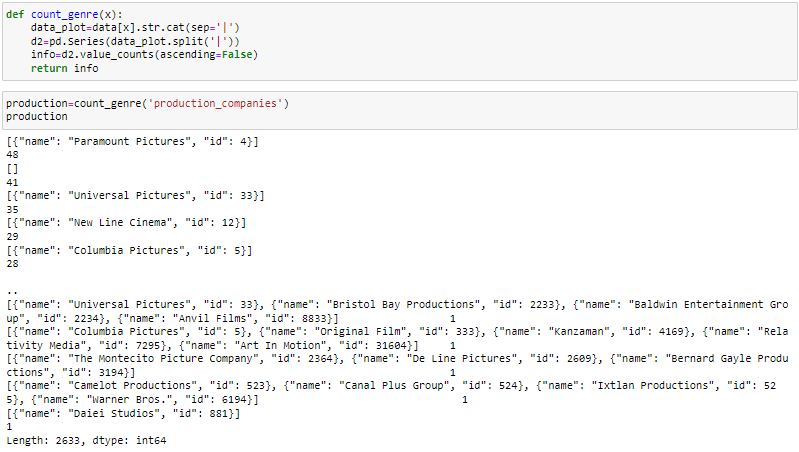 def count_genre(x):
    data_plot=data[x].str.cat(sep='|')
    d2=pd.Series(data_plot.split('|'))
    info=d2.value_counts(ascending=False)
    return info
production=count_genre('production_companies')
production
[{"name": "Paramount Pictures", "id": 4}]
48
[]
41
[{"name": "Universal Pictures", "id": 33}]
35
[{"name": "New Line Cinema", "id": 12}]
29
[{"name": "Columbia Pictures", "id": 5}]
28
..
[{"name": "Universal Pictures", "id": 33}, {"name": "Bristol Bay Productions", "id": 2233}, {"name": "Baldwin Entertainment Gro
up", "id": 2234}, {"name": "Anvil Films", "id": 8833}]                 1
[{"name": "Columbia Pictures", "id": 5}, {"name": "Original Film", "id": 333}, {"name": "Kanzaman", "id": 4169}, {"name": "Rela
tivity Media", "id": 7295}, {"name": "Art In Motion", "id": 31604}]     1
[{"name": "The Montecito Picture Company", "id": 2364}, {"name": "De Line Pictures", "id": 2609}, {"name": "Bernard Gayle Produ
ctions", "id": 3194}]                                                  1
[{"name": "Camelot Productions", "id": 523}, {"name": "Canal Plus Group", "id": 524}, {"name": "Ixtlan Productions", "id": 52
5}, {"name": "Warner Bros.", "id": 6194}]                                1
[{"name": "Daiei Studios", "id": 881}]
1
Length: 2633, dtype: int64